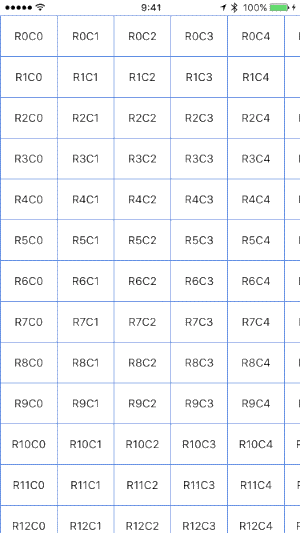 9:41 100%
R0C0 R0C1 R0C2 R0C3 R0C4
R1C0 R1C1 R1C2 R1C3 R1C4
R2C0 R2C1 R2C2 R2C3 R2C4
R3C0 R3C1 R3C2 R3C3 R3C4
R4C0 R4C1 R4C2 R4C3 R4C4
R5C0 R5C1 R5C2 R5C3 R5C4
R6C0 R6C1 R6C2 R6C3 R6C4
R7C0 R7C1 R7C2 R7C3 R7C4
R8C0 R8C1 R8C2 R8C3 R8C4
R9C0 R9C1 R9C2 R9C3 R9C4
R10C0 R10C1 R10C2 R10C3 R10C4
R11C0 R11C1 R11C2 R11C3 R11C4
R12C0 R12C1 R12C2 R12C3 R12C4